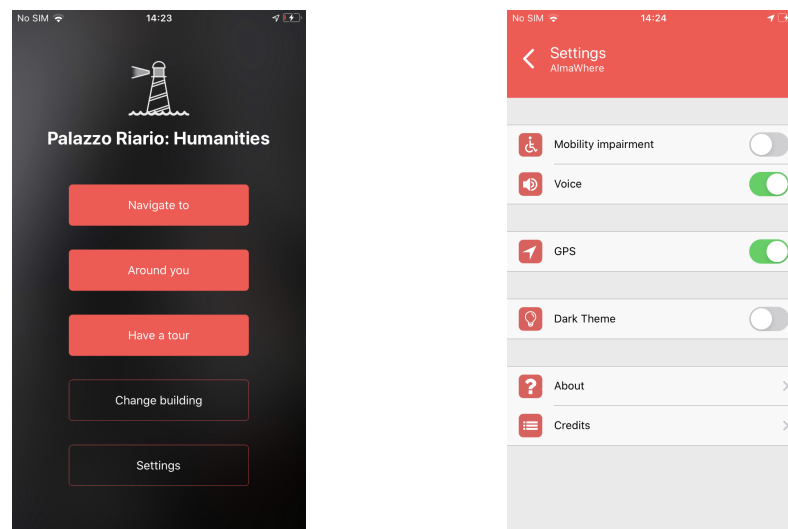 No SIM 14:23
Palazzo Riario: Humanities
Navigate to
Around you
Have a tour
Change building
Settings
No SIM 14:24
Settings
AlmaWhere
Mobility impairment
Voice
GPS
Dark Theme
About
Credits